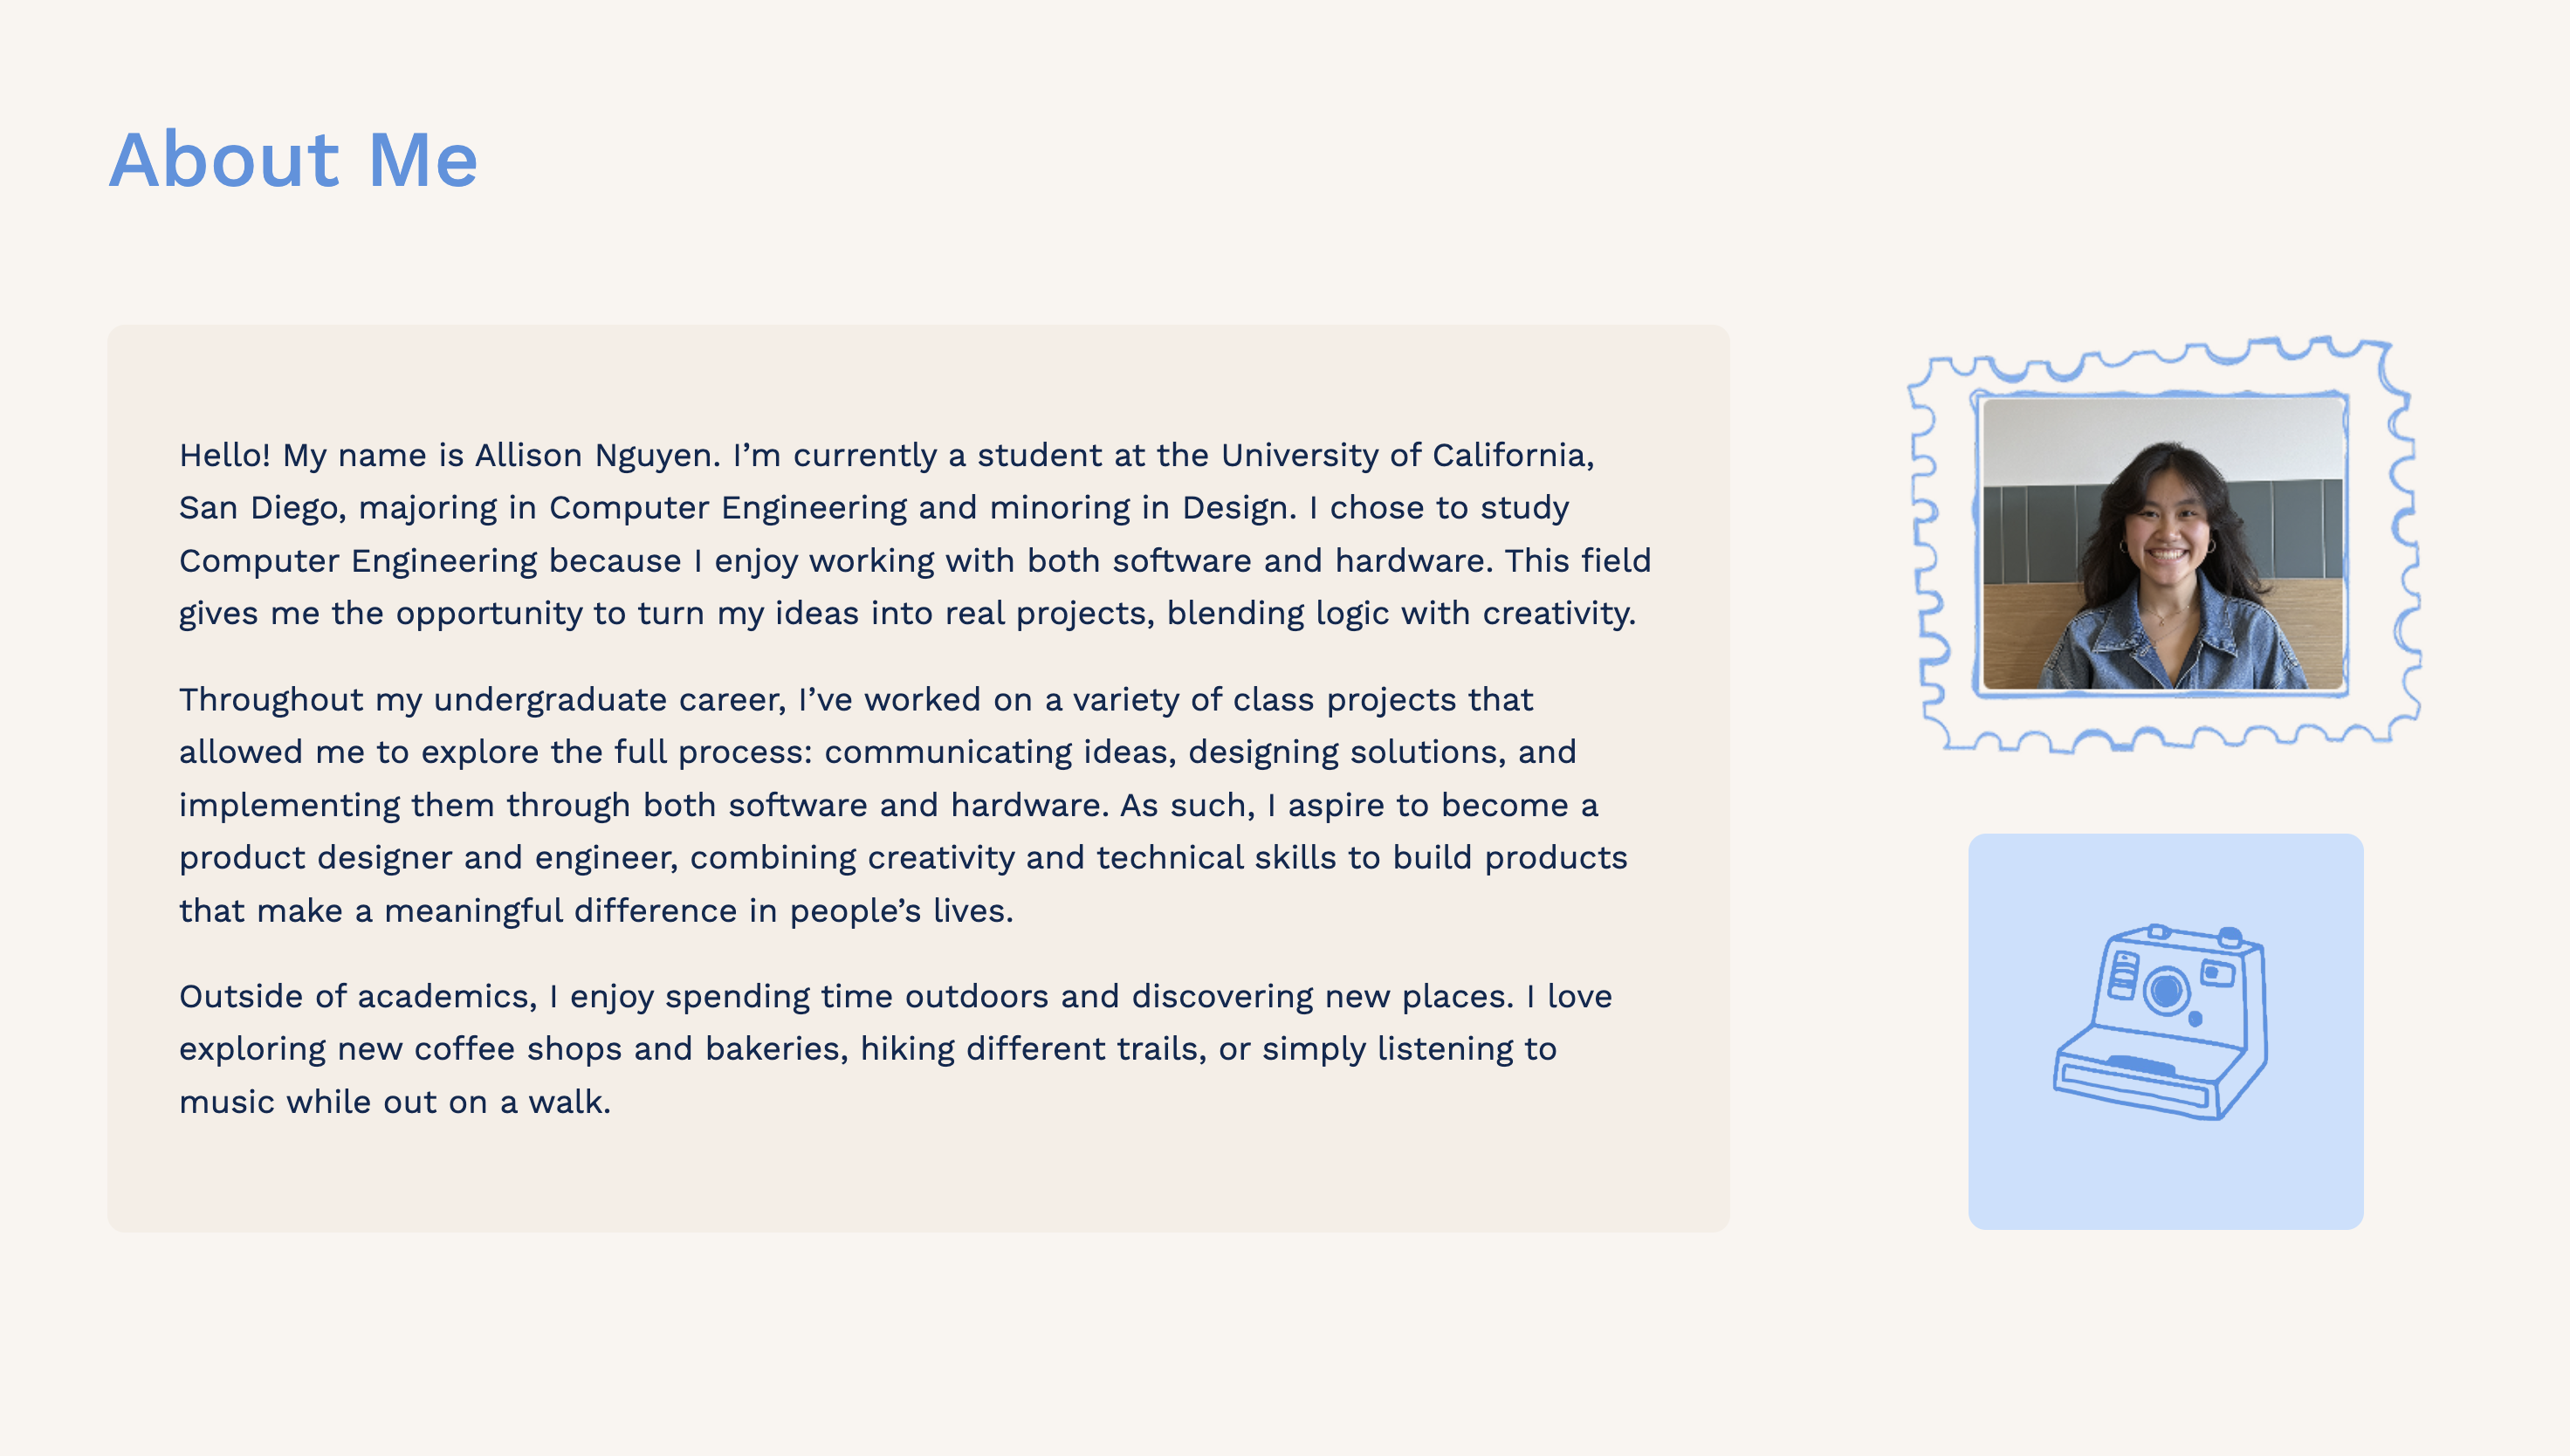 About Me
Hello! My name is Allison Nguyen. I’m currently a student at the University of California,
San Diego, majoring in Computer Engineering and minoring in Design. I chose to study
Computer Engineering because I enjoy working with both software and hardware. This field
gives me the opportunity to turn my ideas into real projects, blending logic with creativity.
Throughout my undergraduate career, I’ve worked on a variety of class projects that
allowed me to explore the full process: communicating ideas, designing solutions, and
implementing them through both software and hardware. As such, I aspire to become a
product designer and engineer, combining creativity and technical skills to build products
that make a meaningful difference in people’s lives.
Outside of academics, I enjoy spending time outdoors and discovering new places. I love
exploring new coffee shops and bakeries, hiking different trails, or simply listening to
music while out on a walk.